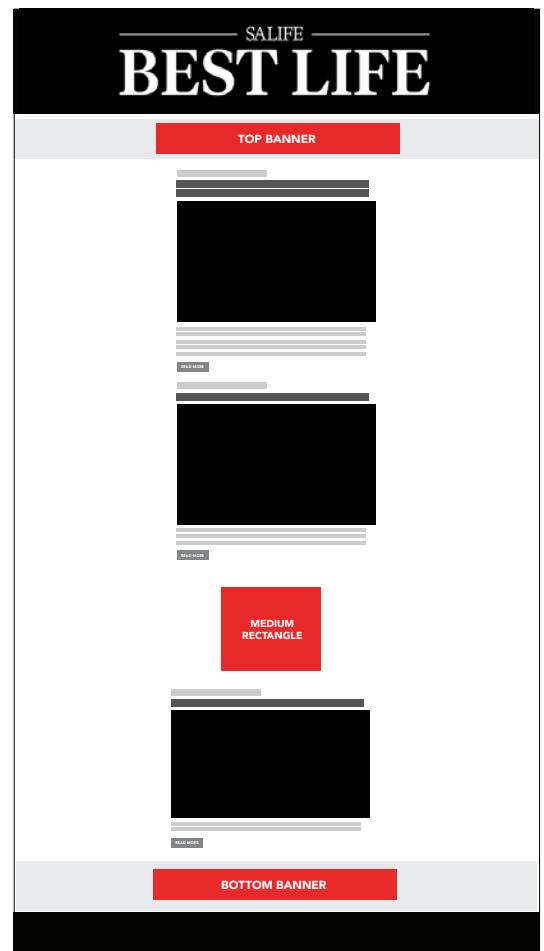 SALIFE
BEST LIFE
TOP BANNER
READ MORE
READ MORE
MEDIUM
RECTANGLE
READ MORE
BOTTOM BANNER